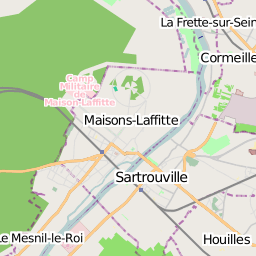 La Frette-sur-Sein
Cormeille
Camp
Militaire
de
Maison-Laffitte
Maisons-Laffitte
Sartrouville
Le Mesnil-le-Roi
Houilles